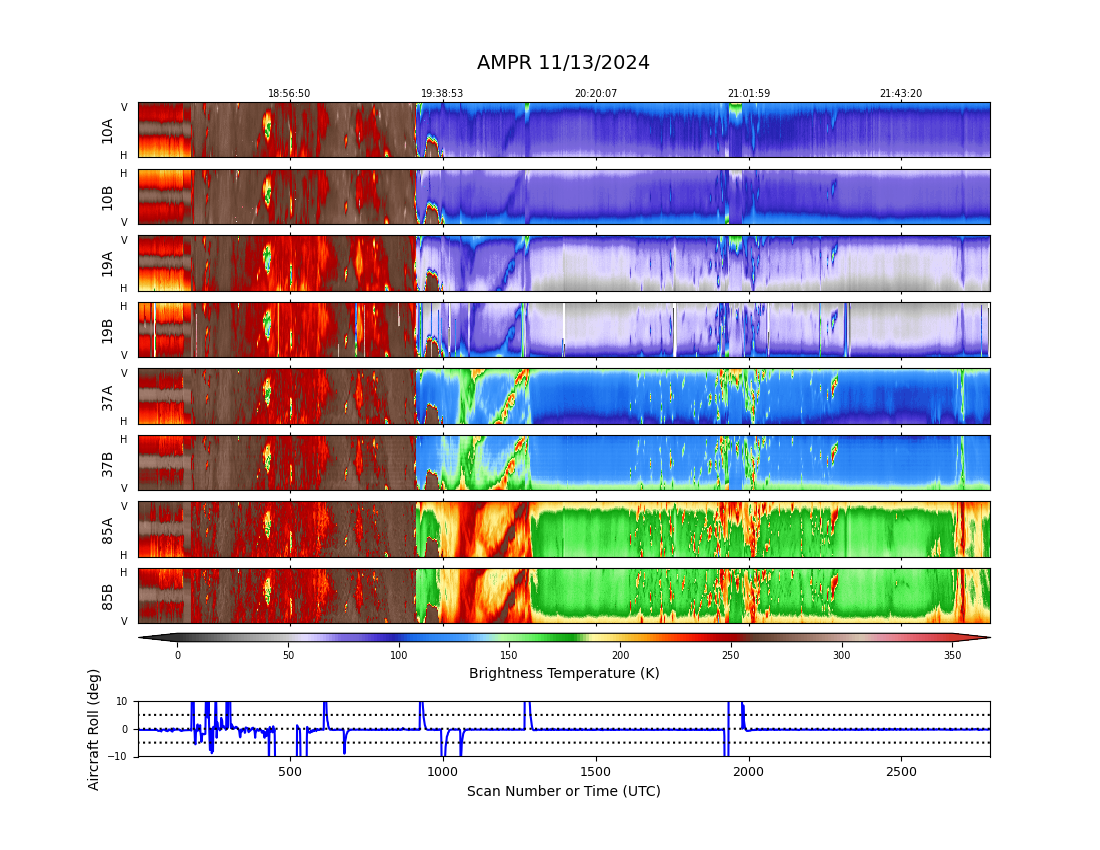 AMPR 11/13/2024
18:56:50 19:38:53 20:20:07 21:01:59 21:43:20
V
10A
H
H
10B
V
V
19A
H
H
19B
V
V
37A
H
H
37B
V
V
85A
H
H
85B
V
0 50 100 150 200 250 300 350
Brightness Temperature (K)
Aircraft Roll (deg)
10
0
−10
500 1000 1500 2000 2500
Scan Number or Time (UTC)